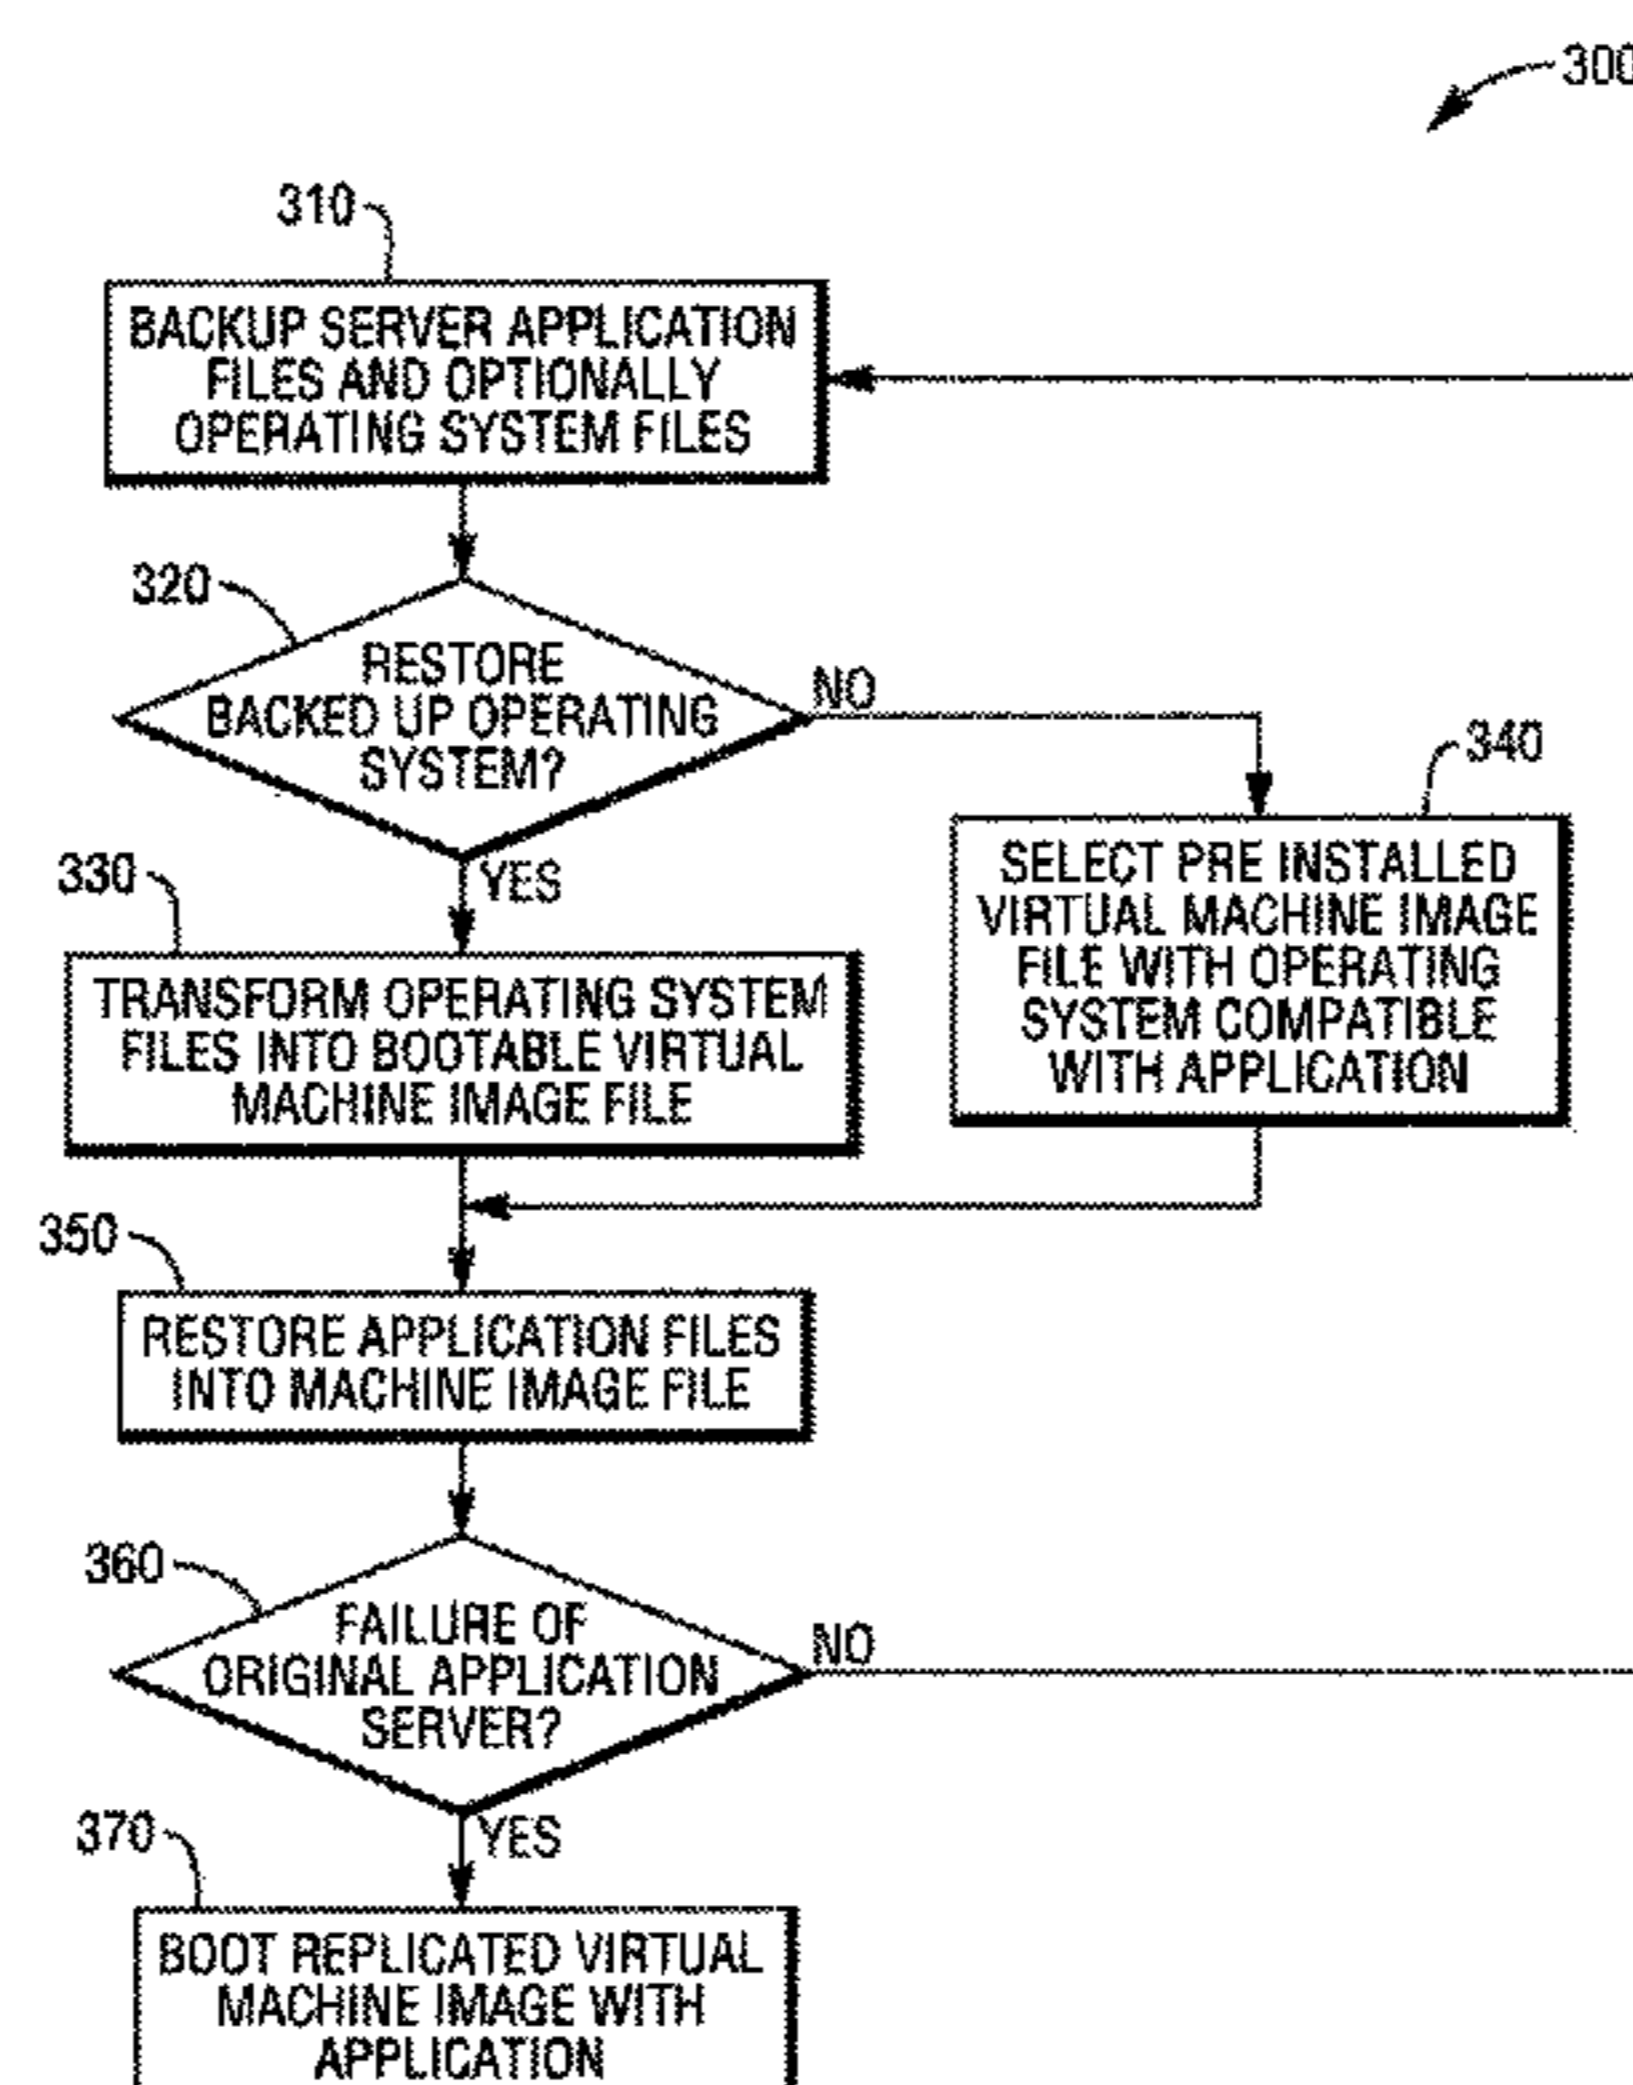 300
310
BACKUP SERVER APPLICATION
FILES AND OPTIONALLY
OPERATING SYSTEM FILES
320
RESTORE
BACKED UP OPERATING
SYSTEM?
NO
YES
340
SELECT PRE INSTALLED
VIRTUAL MACHINE IMAGE
FILE WITH OPERATING
SYSTEM COMPATIBLE
WITH APPLICATION
330
TRANSFORM OPERATING SYSTEM
FILES INTO BOOTABLE VIRTUAL
MACHINE IMAGE FILE
350
RESTORE APPLICATION FILES
INTO MACHINE IMAGE FILE
360
FAILURE OF
ORIGINAL APPLICATION
SERVER?
NO
YES
370
BOOT REPLICATED VIRTUAL
MACHINE IMAGE WITH
APPLICATION